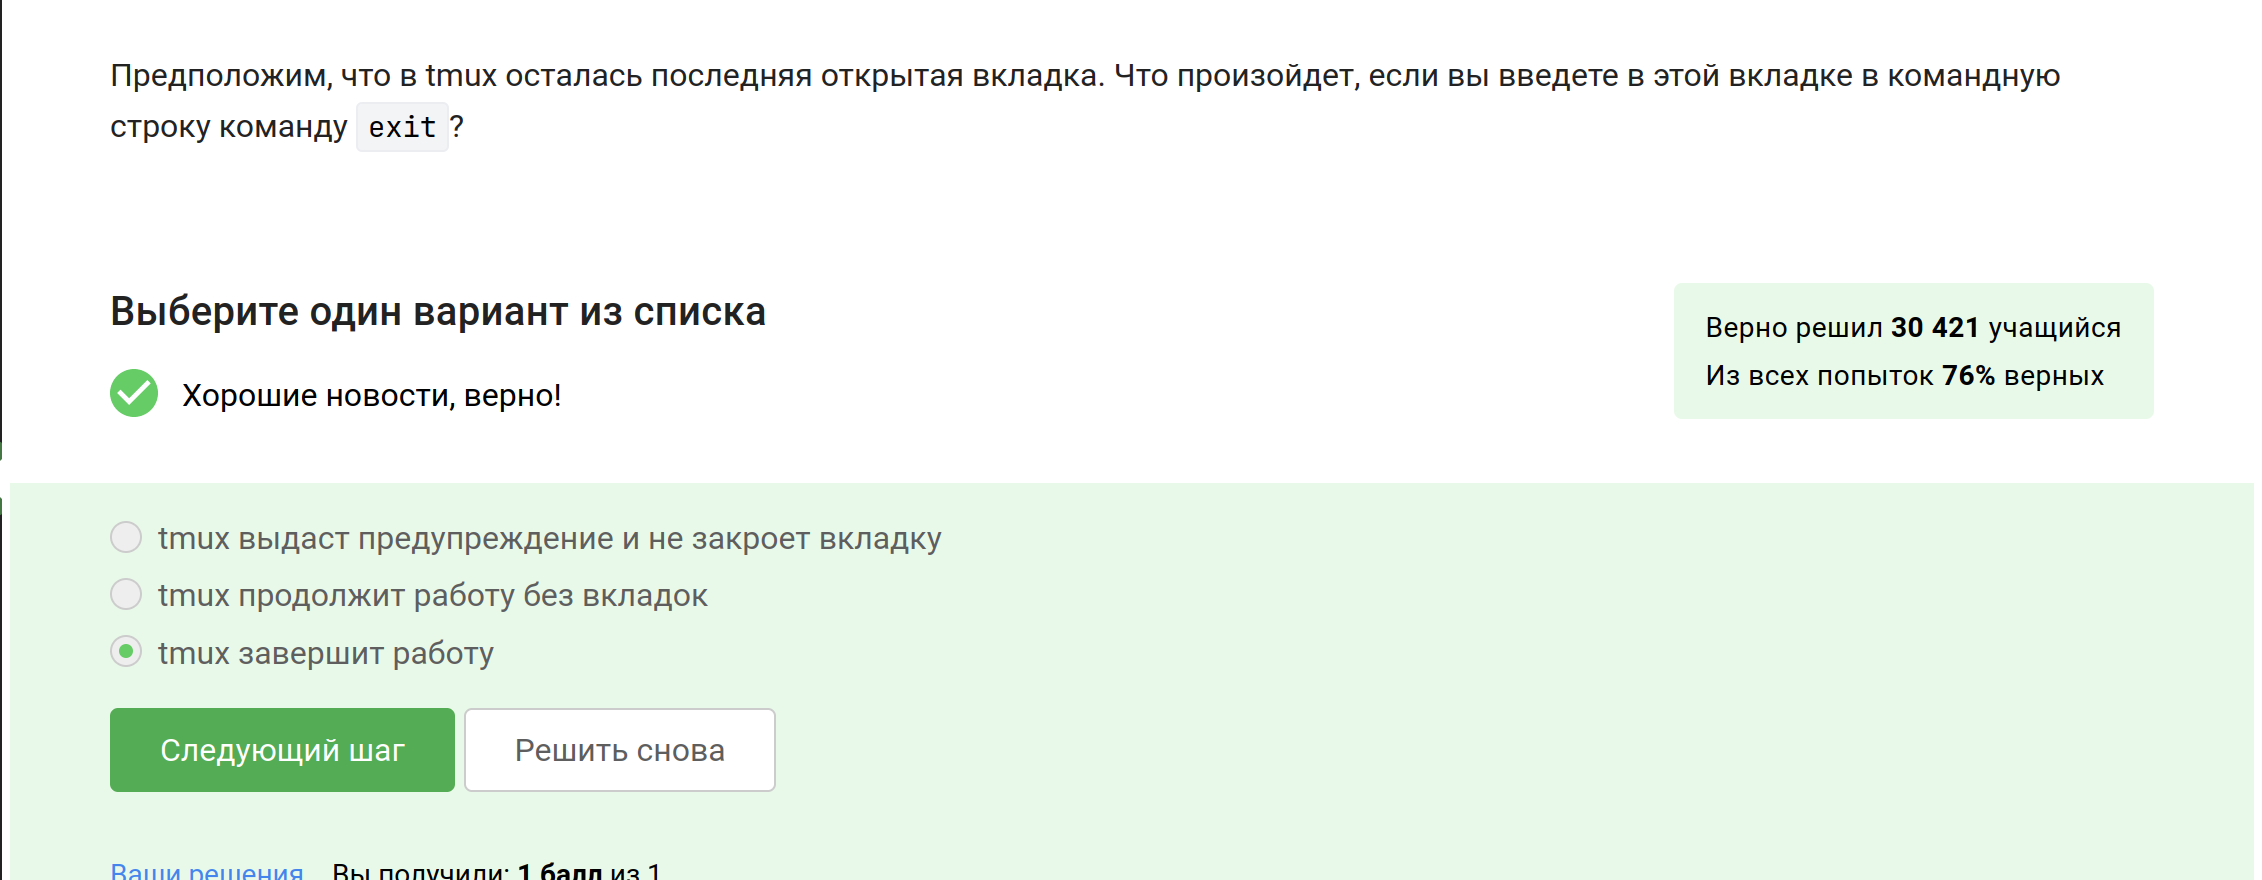 Предположим, что в tmux осталась последняя открытая вкладка. Что произойдет, если вы введете в этой вкладке в командную
строку команду exit?
Выберите один вариант из списка
Верно решил 30 421 учащийся
Из всех попыток 76% верных
Хорошие новости, верно!
tmux выдаст предупреждение и не закроет вкладку
tmux продолжит работу без вкладок
tmux завершит работу
Следующий шаг Решить снова
Ваши решения Вы получили: 1 балл из 1